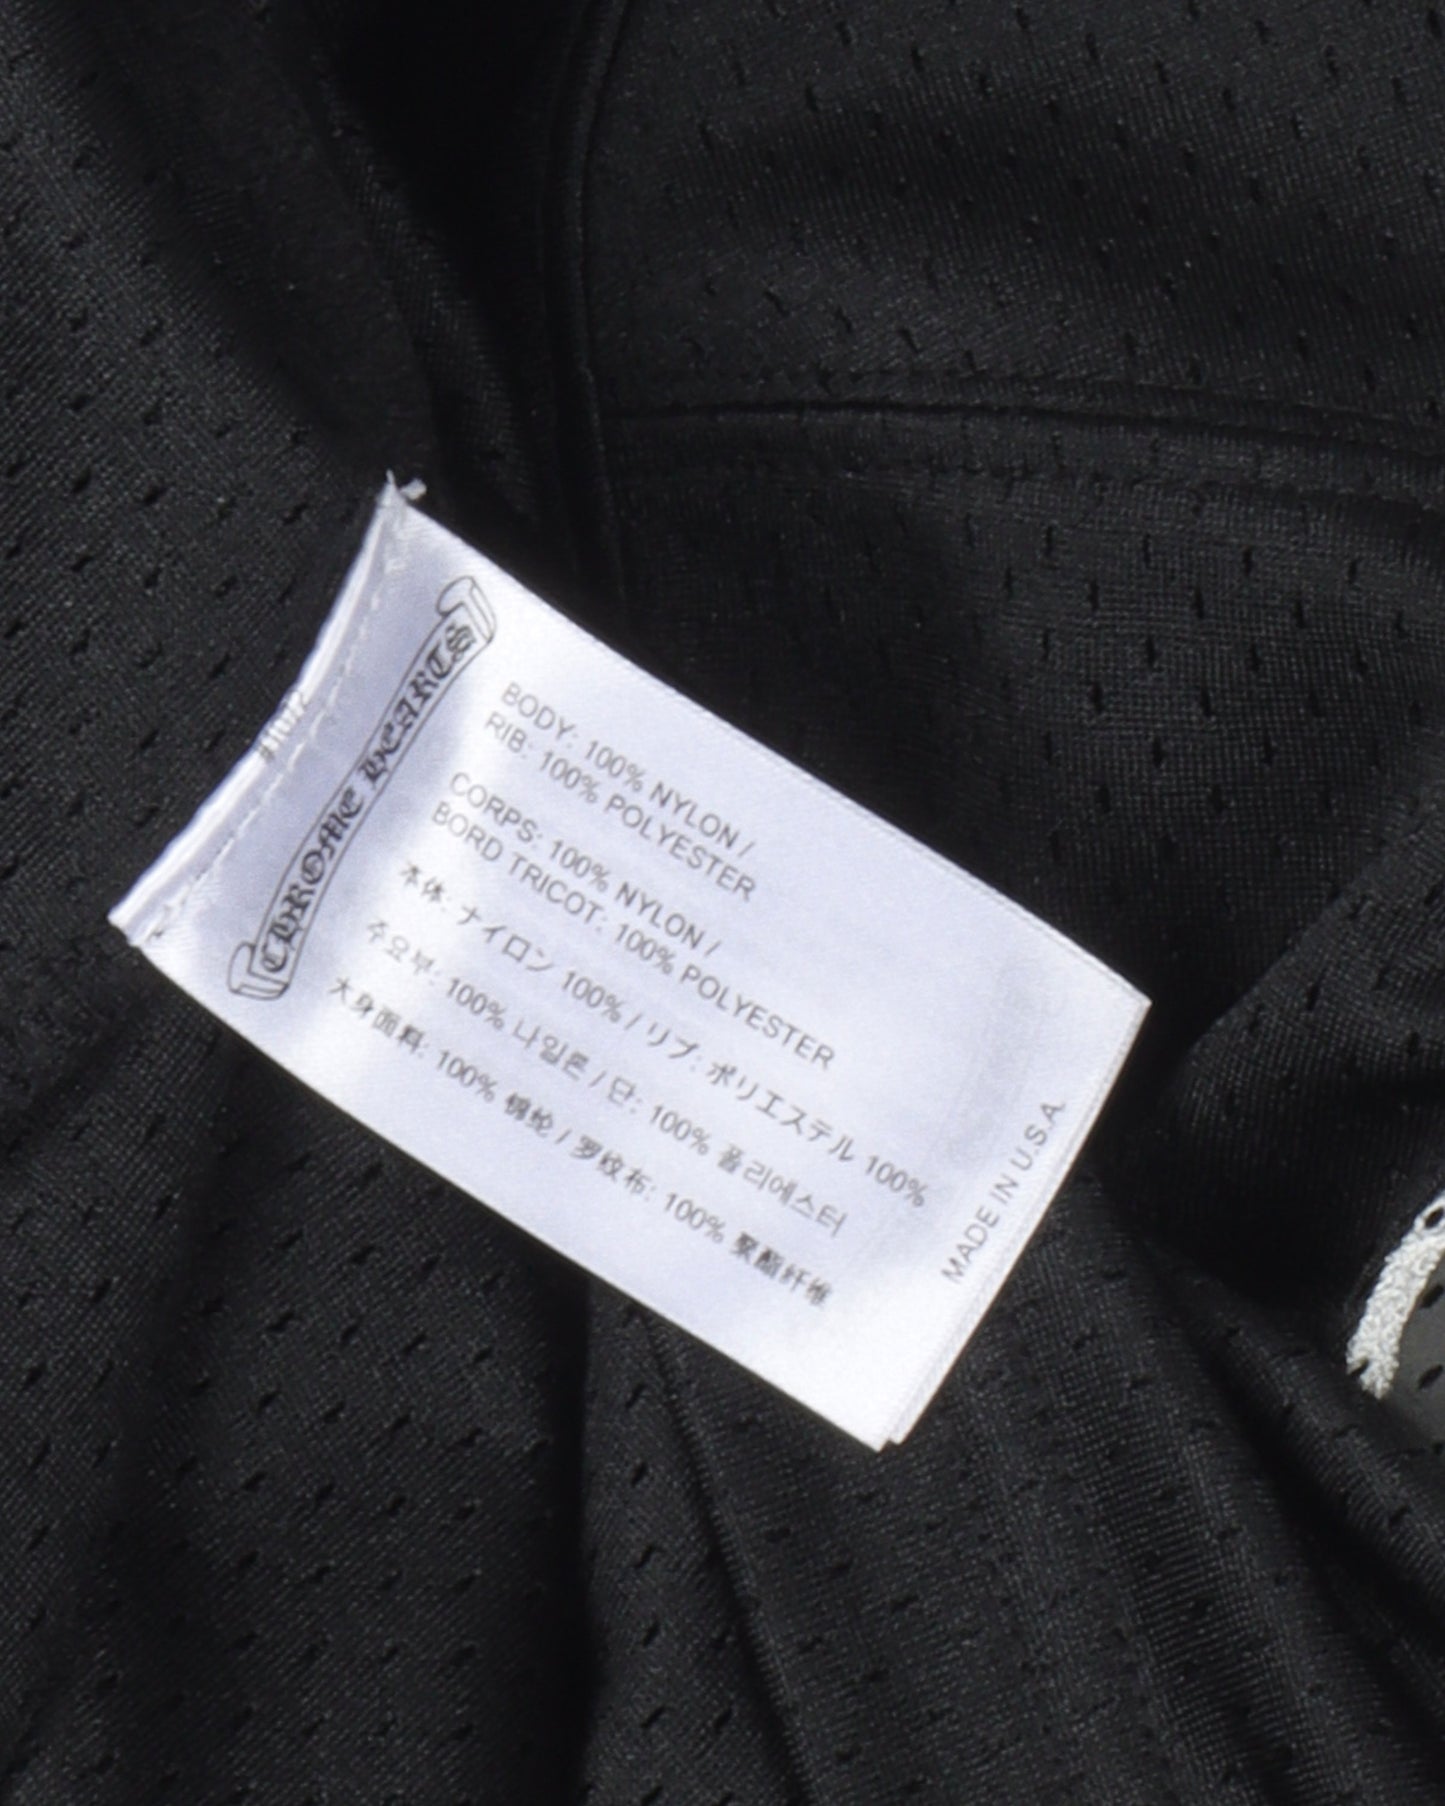 CHROME HEARTS
BODY: 100% NYLON /
RIB: 100% POLYESTER
CORPS: 100% NYLON /
BORD TRICOT: 100% POLYESTER
本体: ナイロン 100% / リブ: ポリエステル 100%
주요부: 100% 나일론 / 단: 100% 폴리에스터
大身面料: 100% 锦纶 / 罗纹布: 100% 聚酯纤维
MADE IN U.S.A.